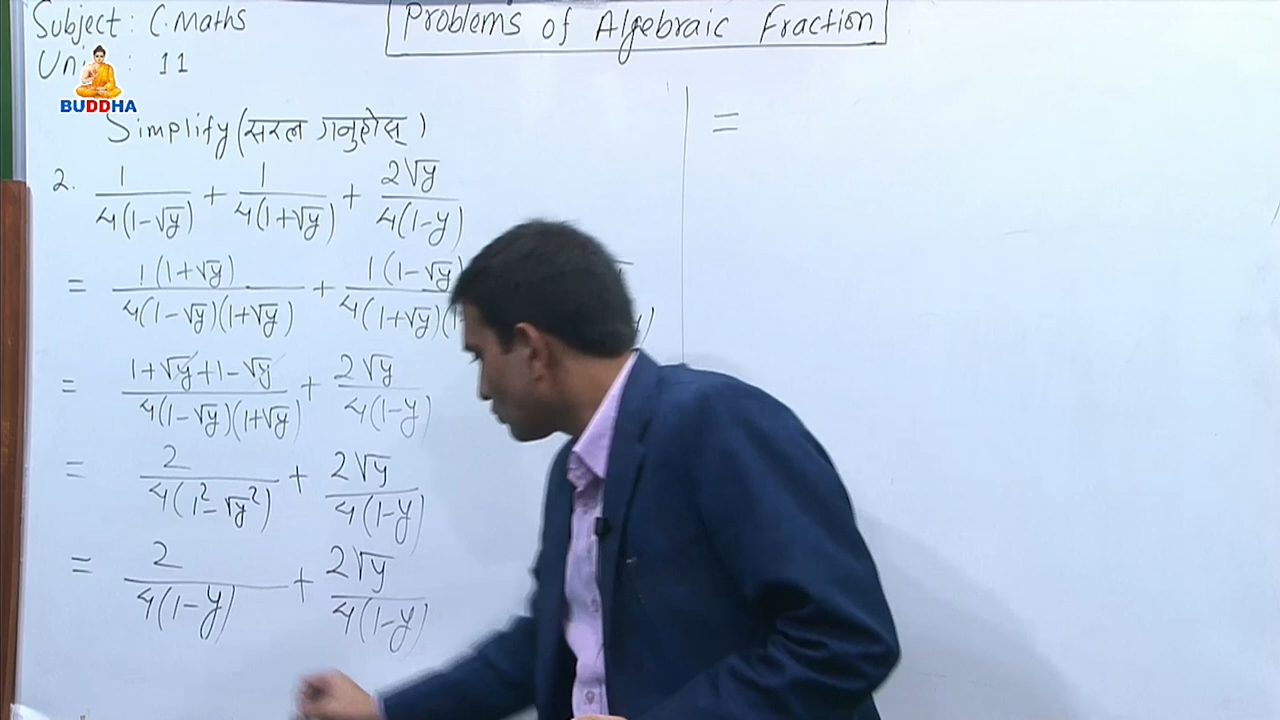 Subject: C. Maths
Problems of Algebraic Fraction
Unit: 11
BUDDHA
Simplify (सरल गर्नुहोस्)
2. 1/4(1-√y) + 1/4(1+√y) + 2√y/4(1-y)
= 1(1+√y)/4(1-√y)(1+√y) + 1(1-√y)/4(1+√y)(1
= 1+√y+1-√y/4(1-√y)(1+√y) + 2√y/4(1-y)
= 2/4(1²-√y²) + 2√y/4(1-y)
= 2/4(1-y) + 2√y/4(1-y)
=